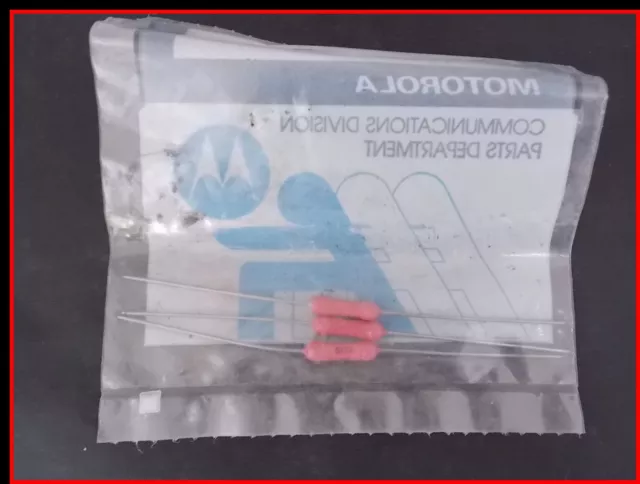 MOTOROLA
COMMUNICATIONS DIVISION
PARTS DEPARTMENT